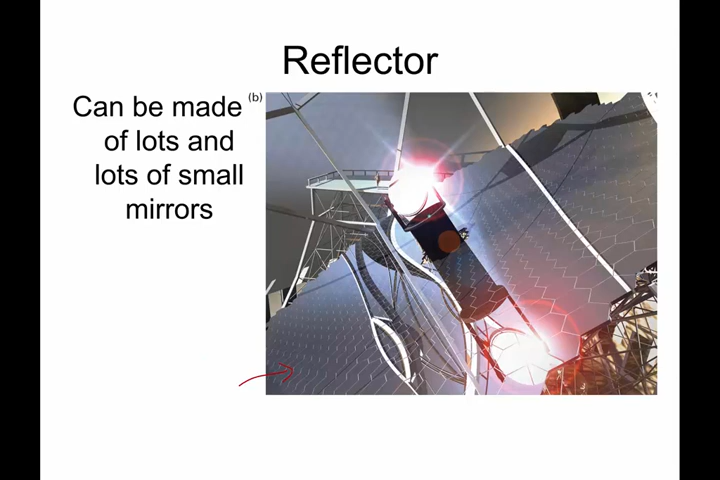 Reflector
Can be made
of lots and
lots of small
mirrors
(b)